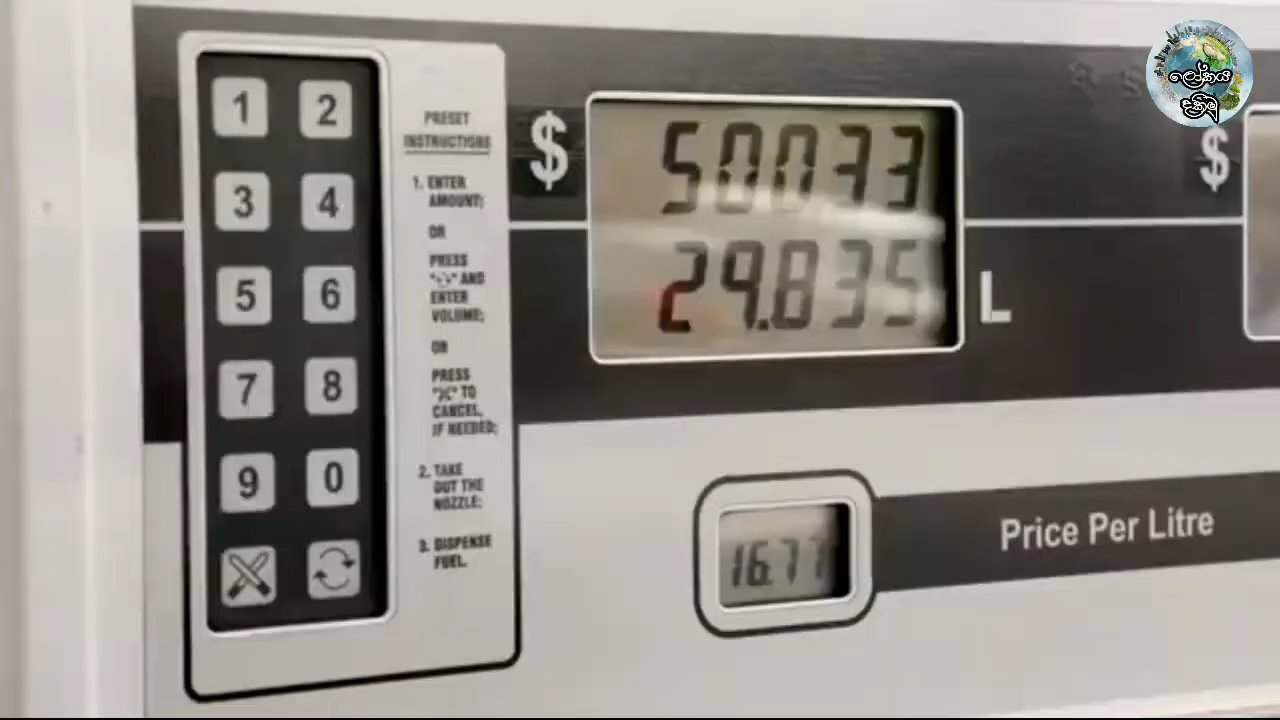 1 2
3 4
5 6
7 8
9 0
PRESET
INSTRUCTIONS
1. ENTER
AMOUNT;
OR
PRESS
" " AND
ENTER
VOLUME;
OR
PRESS
" " TO
CANCEL,
IF NEEDED;
2. TAKE
OUT THE
NOZZLE;
3. DISPENSE
FUEL.
$ 50033
29.835 L
16.77 Price Per Litre
$
ලෝකය
දකිමු